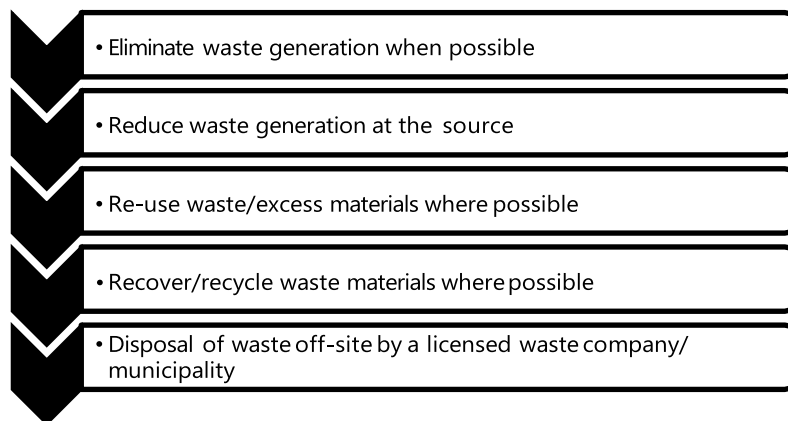 • Eliminate waste generation when possible
• Reduce waste generation at the source
• Re-use waste/excess materials where possible
• Recover/recycle waste materials where possible
• Disposal of waste off-site by a licensed waste company/
municipality